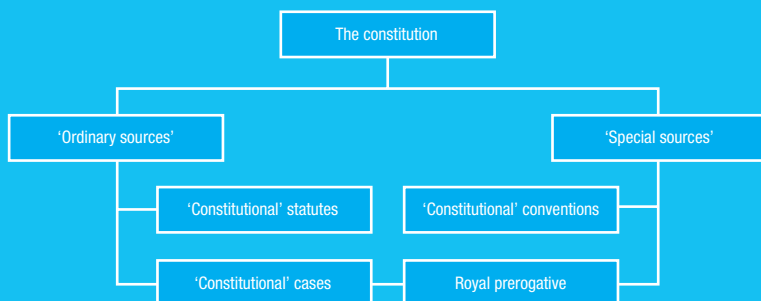 The constitution
‘Ordinary sources’
‘Special sources’
‘Constitutional’ statutes
‘Constitutional’ conventions
‘Constitutional’ cases
Royal prerogative